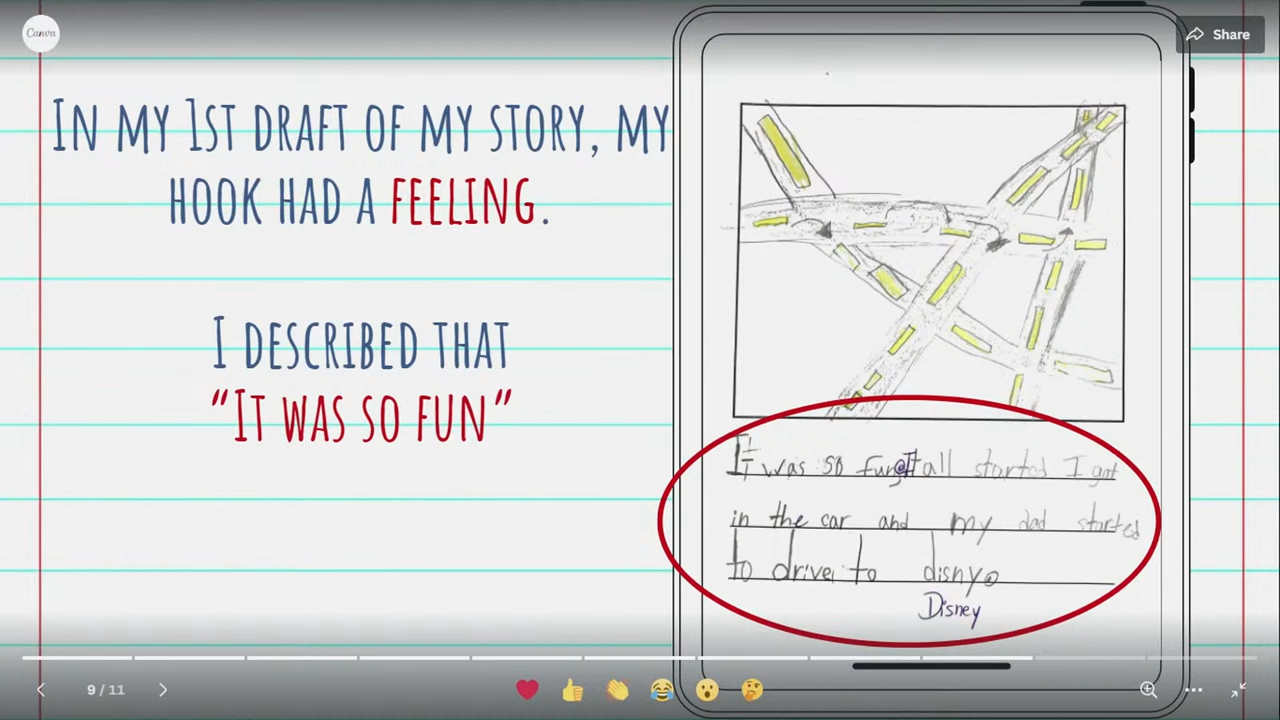 Canva
Share
In my 1st draft of my story, my
hook had a feeling.
I described that
“It was so fun”
It was so fun. It all started I got
in the car and my dad started
to drive to disny.
Disney
9 / 11